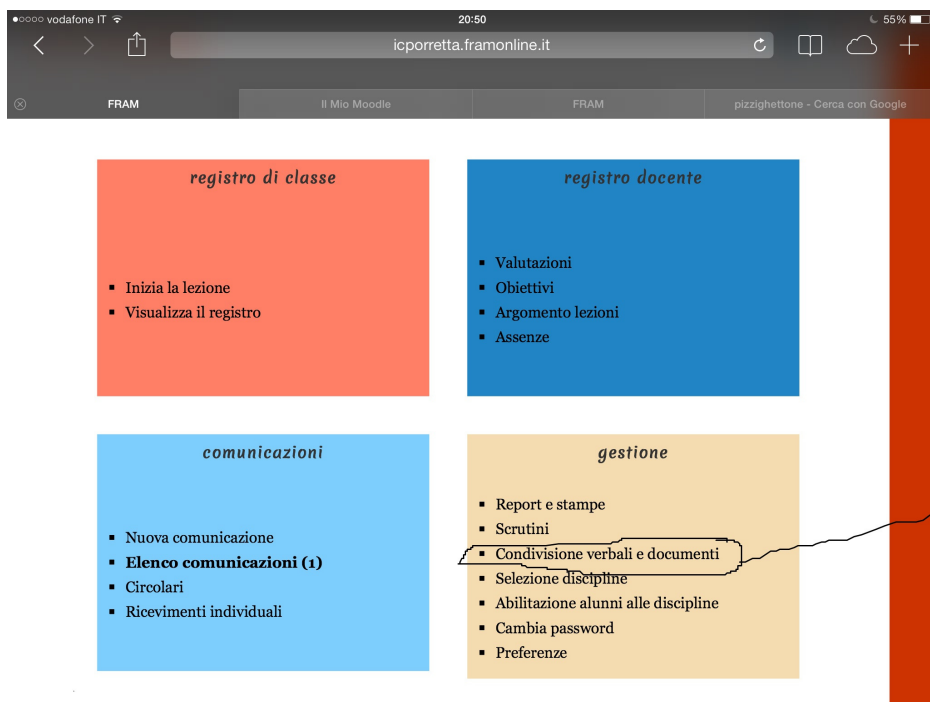 vodafone IT 20:50 55%
icporretta.framonline.it
FRAM Il Mio Moodle FRAM pizzighettone - Cerca con Google
registro di classe
▪ Inizia la lezione
▪ Visualizza il registro
registro docente
▪ Valutazioni
▪ Obiettivi
▪ Argomento lezioni
▪ Assenze
comunicazioni
▪ Nuova comunicazione
▪ Elenco comunicazioni (1)
▪ Circolari
▪ Ricevimenti individuali
gestione
▪ Report e stampe
▪ Scrutini
▪ Condivisione verbali e documenti
▪ Selezione discipline
▪ Abilitazione alunni alle discipline
▪ Cambia password
▪ Preferenze